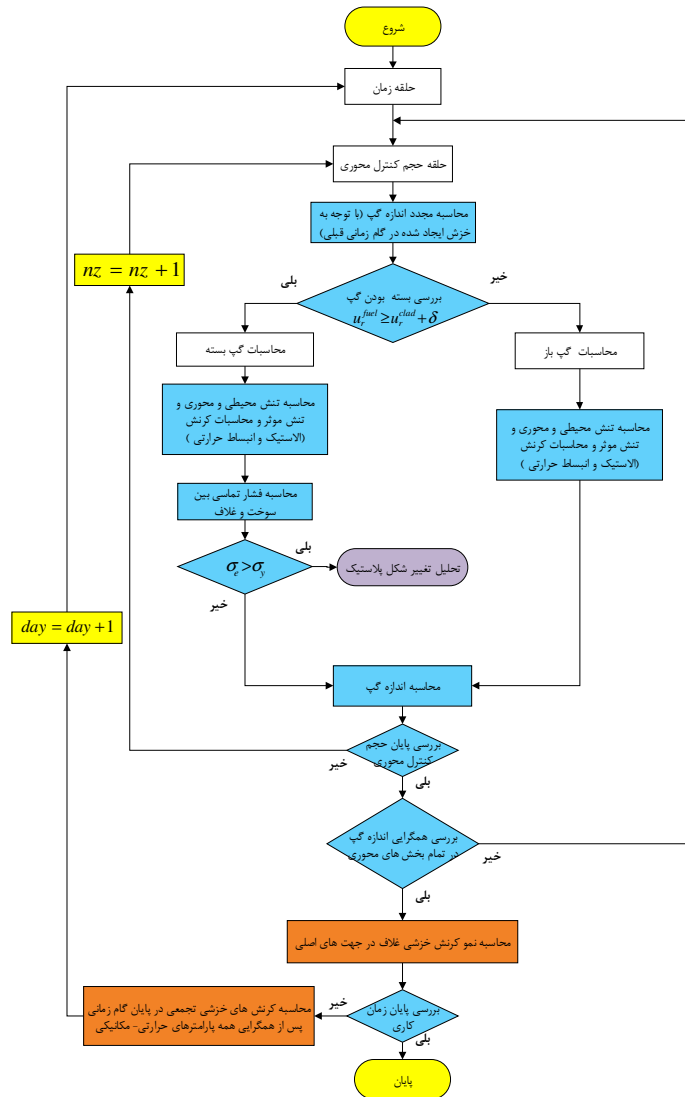 شروع
حلقه زمان
حلقه حجم کنترل محوری
محاسبه مجدد اندازه گپ (با توجه به
خزش ایجاد شده در گام زمانی قبلی)
nz = nz + 1
بلی
خیر
بررسی بسته بودن گپ
u_r^{fuel} ≥ u_r^{clad} + δ
محاسبات گپ بسته
محاسبات گپ باز
محاسبه تنش محیطی و محوری و
تنش موثر و محاسبات کرنش
(الاستیک و انبساط حرارتی )
محاسبه تنش محیطی و محوری و
تنش موثر و محاسبات کرنش
(الاستیک و انبساط حرارتی )
محاسبه فشار تماسی بین
سوخت و غلاف
σ_e > σ_y
بلی
تحلیل تغییر شکل پلاستیک
خیر
day = day + 1
محاسبه اندازه گپ
بررسی پایان حجم
کنترل محوری
خیر
بلی
بررسی همگرایی اندازه گپ
در تمام بخش های محوری
خیر
بلی
محاسبه نمو کرنش خزشی غلاف در جهت های اصلی
بررسی پایان زمان
کاری
خیر
محاسبه کرنش های خزشی تجمعی در پایان گام زمانی
پس از همگرایی همه پارامترهای حرارتی- مکانیکی
بلی
پایان